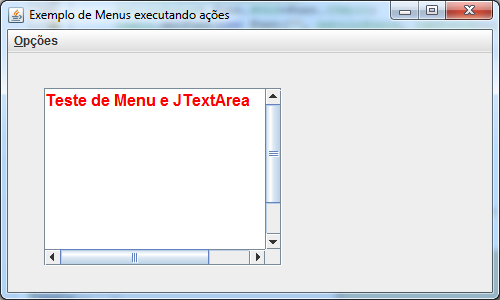 Exemplo de Menus executando ações
Opções
Teste de Menu e JTextArea